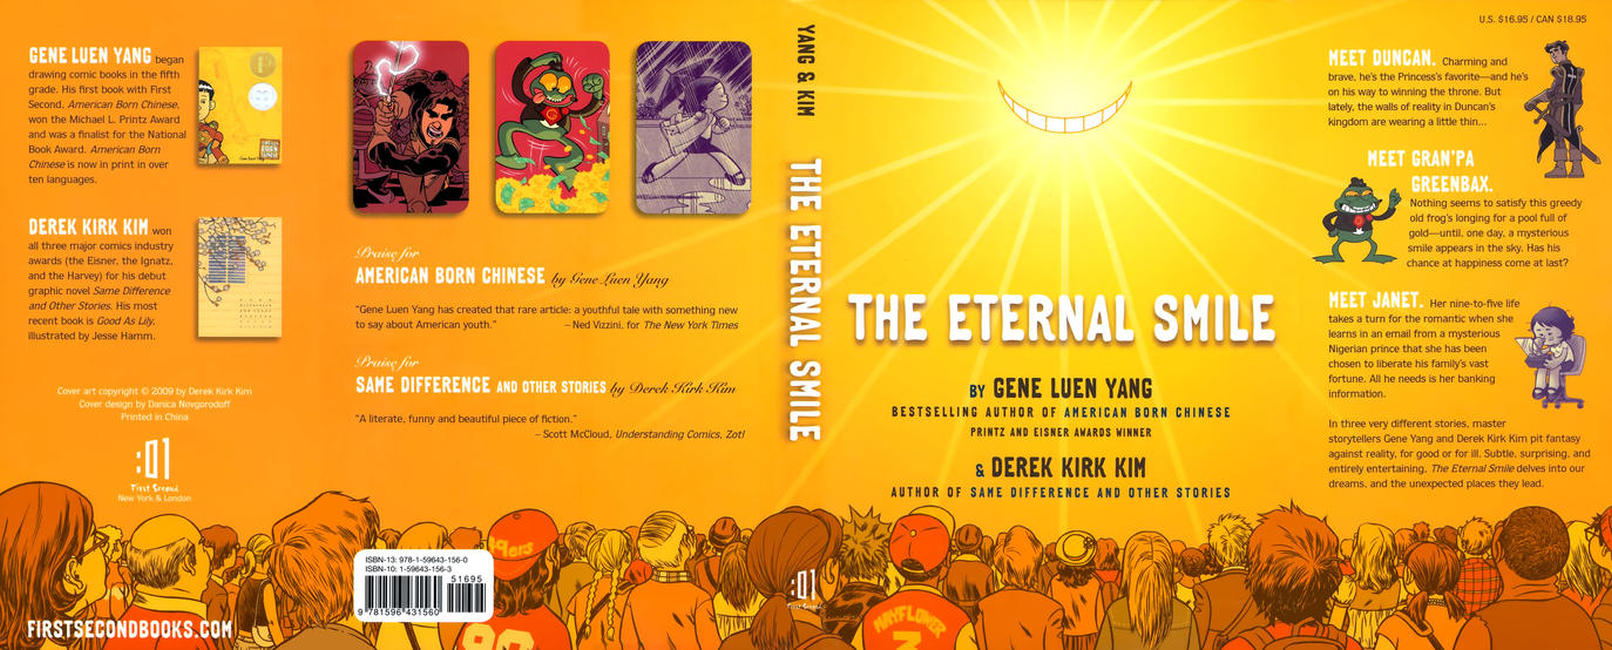 GENE LUEN YANG began
drawing comic books in the fifth
grade. His first book with First
Second, American Born Chinese,
won the Michael L. Printz Award
and was a finalist for the National
Book Award. American Born
Chinese is now in print in over
ten languages.
DEREK KIRK KIM won
all three major comics industry
awards (the Eisner, the Ignatz,
and the Harvey) for his debut
graphic novel Same Difference
and Other Stories. His most
recent book is Good As Lily,
illustrated by Jesse Hamm.
Cover art copyright © 2009 by Derek Kirk Kim
Cover design by Danica Novgorodoff
Printed in China
:01
First Second
New York & London
FIRSTSECONDBOOKS.COM
Praise for
AMERICAN BORN CHINESE by Gene Luen Yang
“Gene Luen Yang has created that rare article: a youthful tale with something new
to say about American youth.” – Ned Vizzini, for The New York Times
Praise for
SAME DIFFERENCE AND OTHER STORIES by Derek Kirk Kim
“A literate, funny and beautiful piece of fiction.”
– Scott McCloud, Understanding Comics, Zot!
ISBN-13: 978-1-59643-156-0
ISBN-10: 1-59643-156-3
51695
9 781596 431560
49ers
YANG & KIM
THE ETERNAL SMILE
:01
First Second
THE ETERNAL SMILE
BY GENE LUEN YANG
BESTSELLING AUTHOR OF AMERICAN BORN CHINESE
PRINTZ AND EISNER AWARDS WINNER
& DEREK KIRK KIM
AUTHOR OF SAME DIFFERENCE AND OTHER STORIES
MAYFLOWER
3
U.S. $16.95 / CAN $18.95
MEET DUNCAN. Charming and
brave, he's the Princess's favorite—and he's
on his way to winning the throne. But
lately, the walls of reality in Duncan's
kingdom are wearing a little thin...
MEET GRAN'PA
GREENBAX.
Nothing seems to satisfy this greedy
old frog's longing for a pool full of
gold—until, one day, a mysterious
smile appears in the sky. Has his
chance at happiness come at last?
MEET JANET. Her nine-to-five life
takes a turn for the romantic when she
learns in an email from a mysterious
Nigerian prince that she has been
chosen to liberate his family's vast
fortune. All he needs is her banking
information.
In three very different stories, master
storytellers Gene Yang and Derek Kirk Kim pit fantasy
against reality, for good or for ill. Subtle, surprising, and
entirely entertaining, The Eternal Smile delves into our
dreams, and the unexpected places they lead.